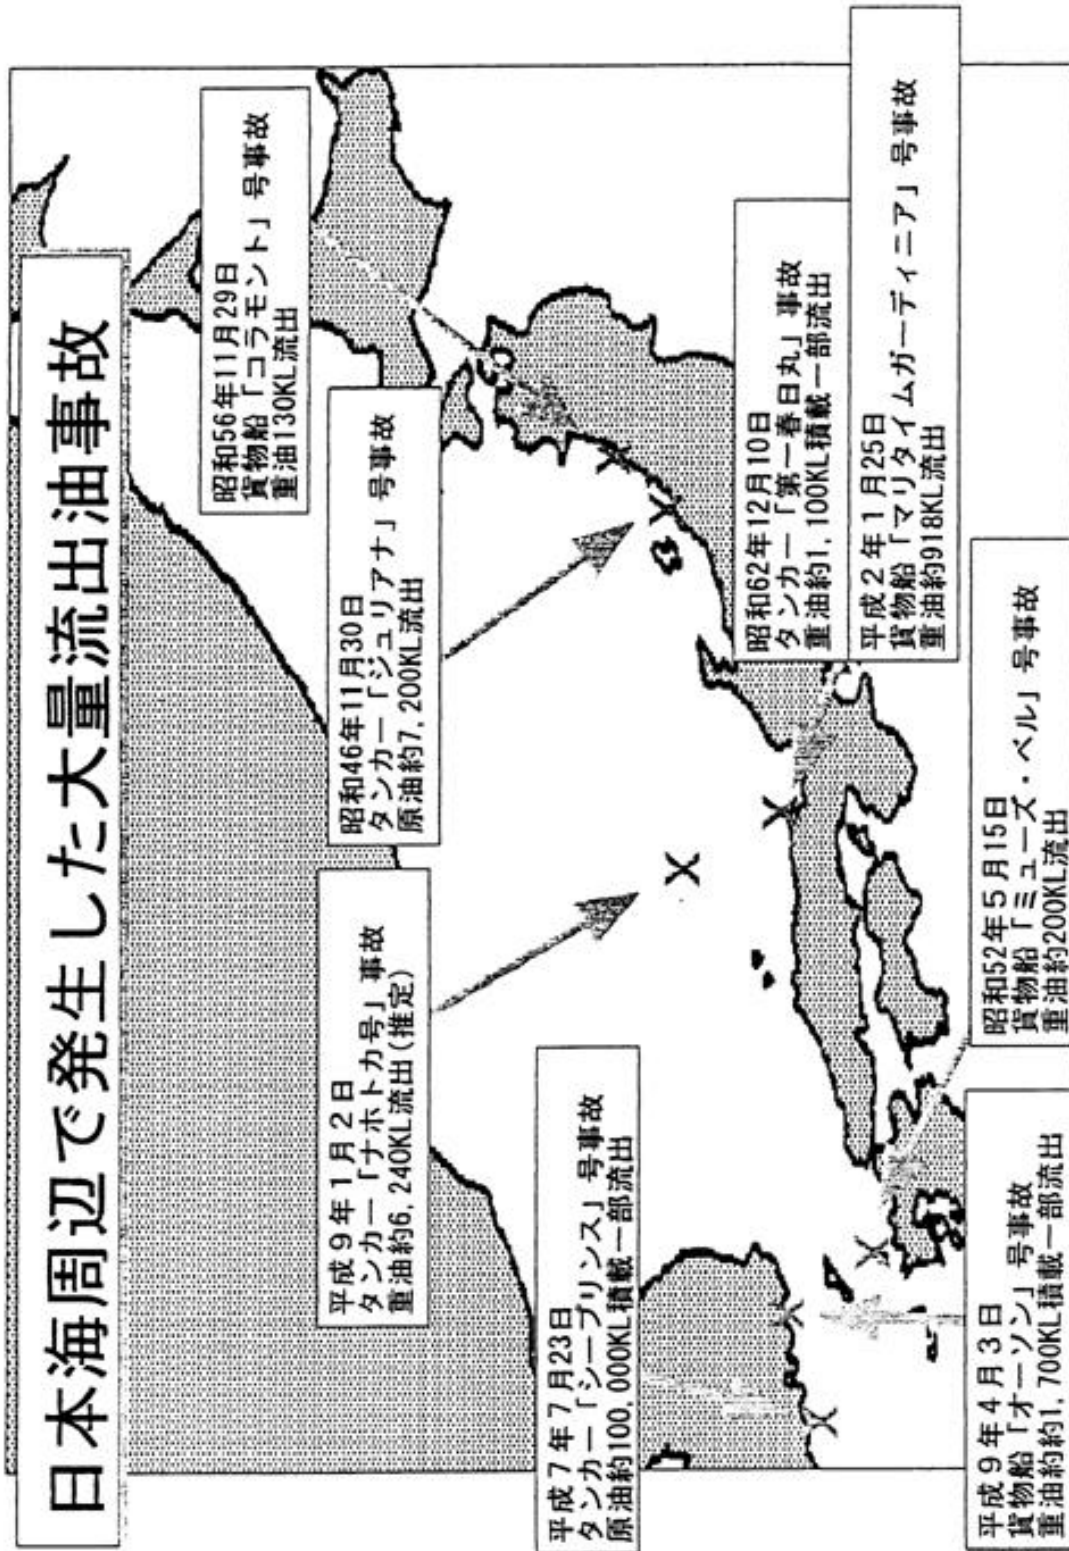 日本海周辺で発生した大量流出油事故
昭和56年11月29日
貨物船「コラモント」号事故
重油130KL流出
昭和46年11月30日
タンカー「ジュリアナ」号事故
原油約7,200KL流出
平成9年1月2日
タンカー「ナホトカ号」事故
重油約6,240KL流出(推定)
平成7年7月23日
タンカー「シープリンス」号事故
原油約100,000KL積載一部流出
昭和62年12月10日
タンカー「第一春日丸」事故
重油約1,100KL積載一部流出
平成2年1月25日
貨物船「マリタイムガーディニア」号事故
重油約918KL流出
昭和52年5月15日
貨物船「ミューズ・ベル」号事故
重油約200KL流出
平成9年4月3日
貨物船「オーソン」号事故
重油約1,700KL積載一部流出